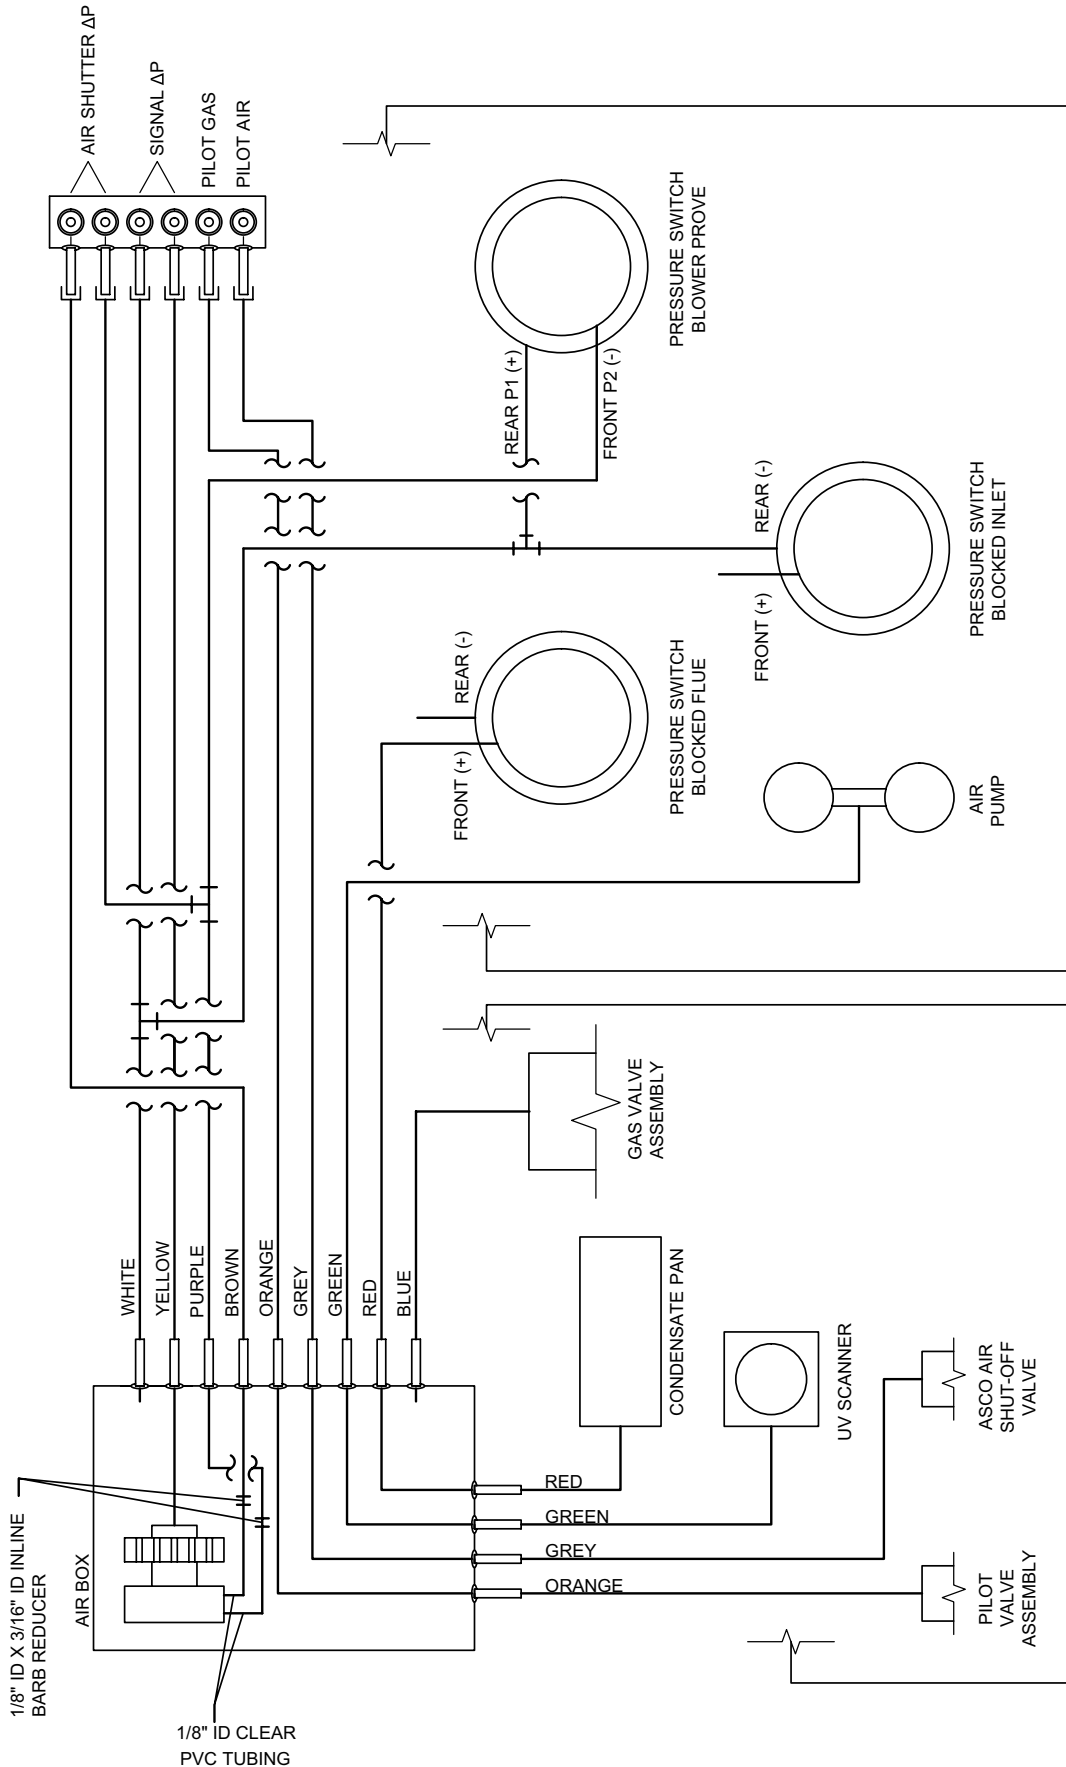 AIR SHUTTER ΔP
SIGNAL ΔP
PILOT GAS
PILOT AIR
PRESSURE SWITCH
BLOWER PROVE
REAR P1 (+)
FRONT P2 (-)
REAR (-)
FRONT (+)
PRESSURE SWITCH
BLOCKED INLET
REAR (-)
FRONT (+)
PRESSURE SWITCH
BLOCKED FLUE
AIR
PUMP
GAS VALVE
ASSEMBLY
WHITE
YELLOW
PURPLE
BROWN
ORANGE
GREY
GREEN
RED
BLUE
CONDENSATE PAN
UV SCANNER
ASCO AIR
SHUT-OFF
VALVE
PILOT
VALVE
ASSEMBLY
RED
GREEN
GREY
ORANGE
AIR BOX
1/8" ID X 3/16" ID INLINE
BARB REDUCER
1/8" ID CLEAR
PVC TUBING